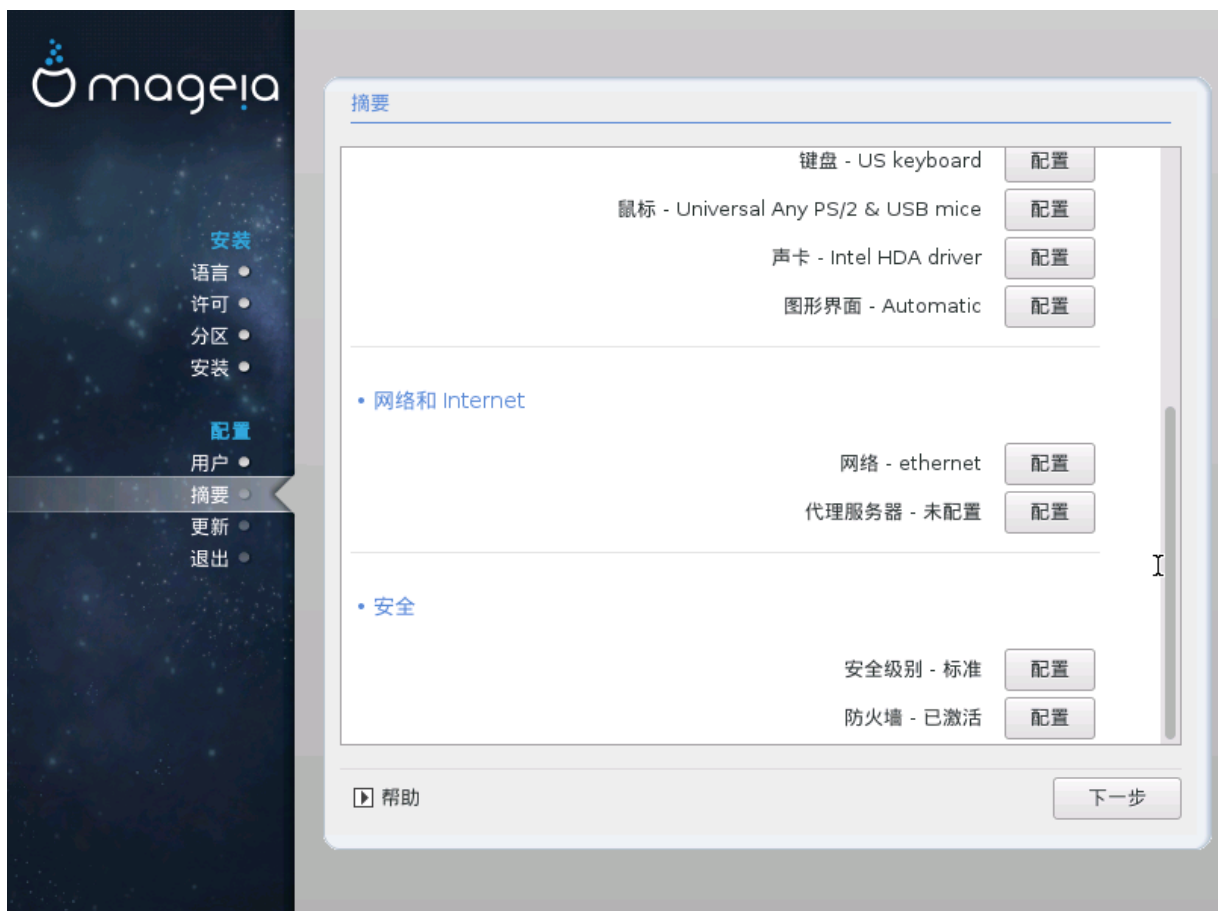 mageia
安装
语言
许可
分区
安装
配置
用户
摘要
更新
退出
摘要
键盘 - US keyboard 配置
鼠标 - Universal Any PS/2 & USB mice 配置
声卡 - Intel HDA driver 配置
图形界面 - Automatic 配置
• 网络和 Internet
网络 - ethernet 配置
代理服务器 - 未配置 配置
• 安全
安全级别 - 标准 配置
防火墙 - 已激活 配置
帮助
下一步